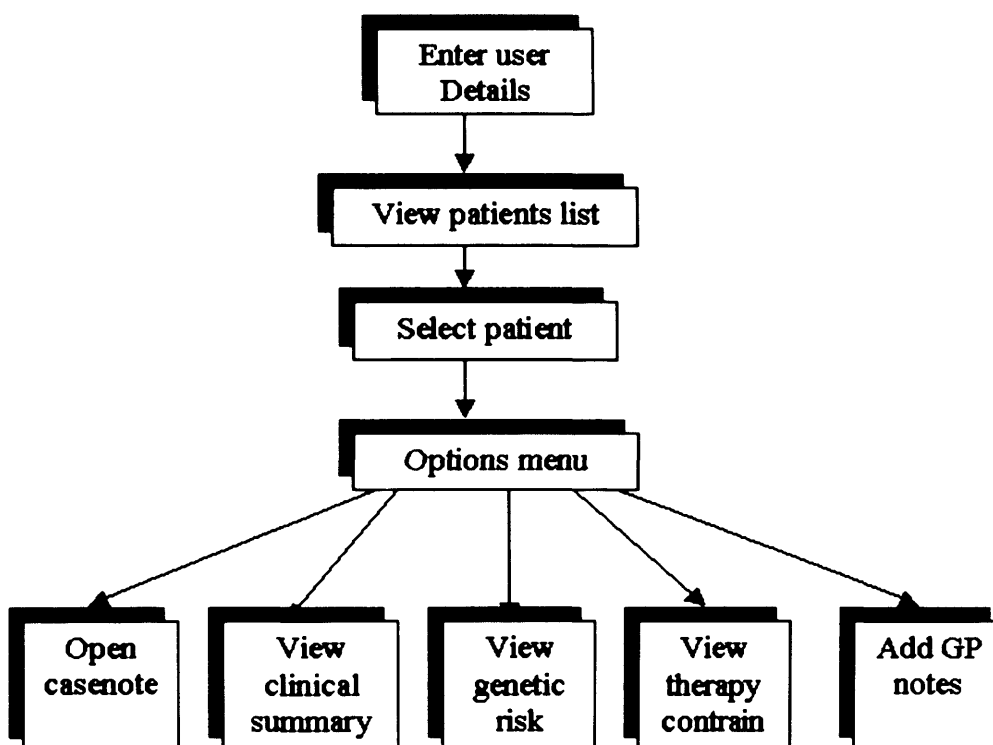 Enter user
Details
View patients list
Select patient
Options menu
Open
casenote
View
clinical
summary
View
genetic
risk
View
therapy
contrain
Add GP
notes